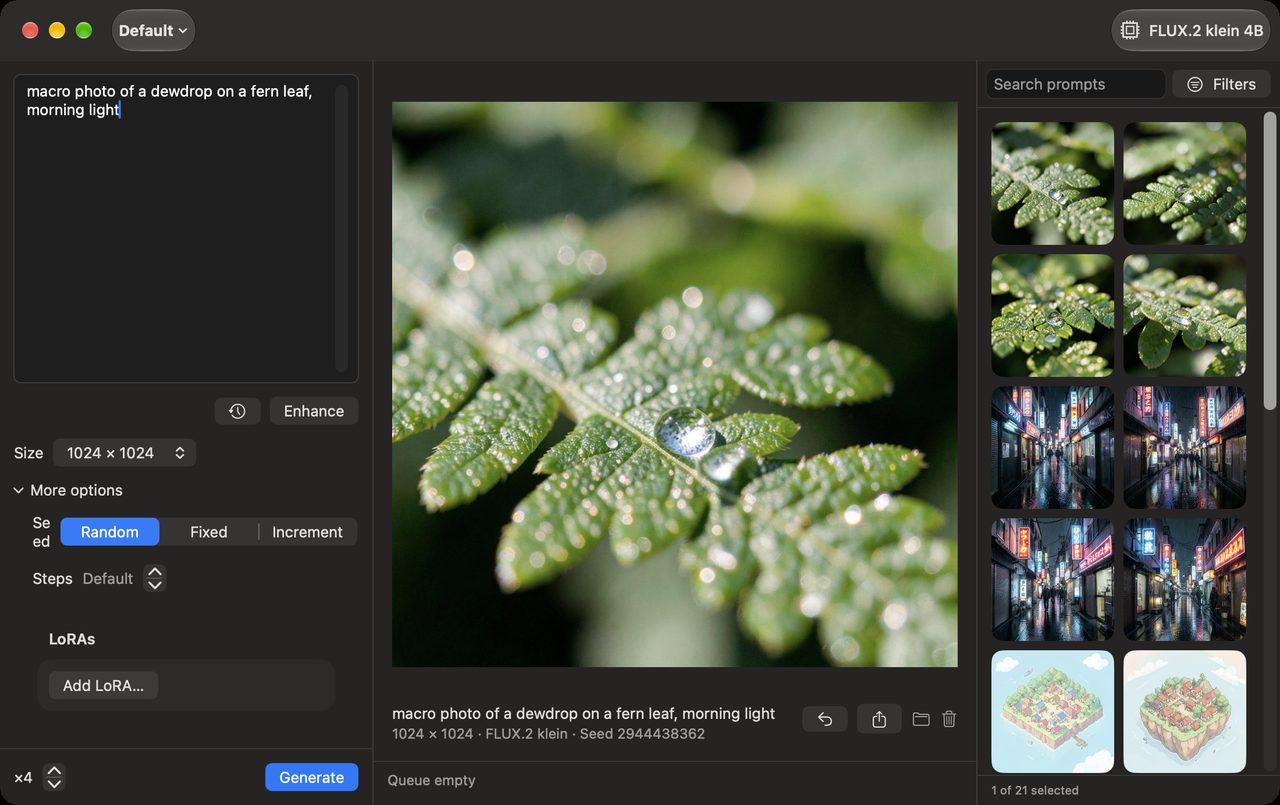 Default
FLUX.2 klein 4B
macro photo of a dewdrop on a fern leaf,
morning light
Enhance
Size
1024 × 1024
More options
Se
ed
Random
Fixed
Increment
Steps
Default
LoRAs
Add LoRA...
×4
Generate
macro photo of a dewdrop on a fern leaf, morning light
1024 × 1024 · FLUX.2 klein · Seed 2944438362
Queue empty
Search prompts
Filters
1 of 21 selected